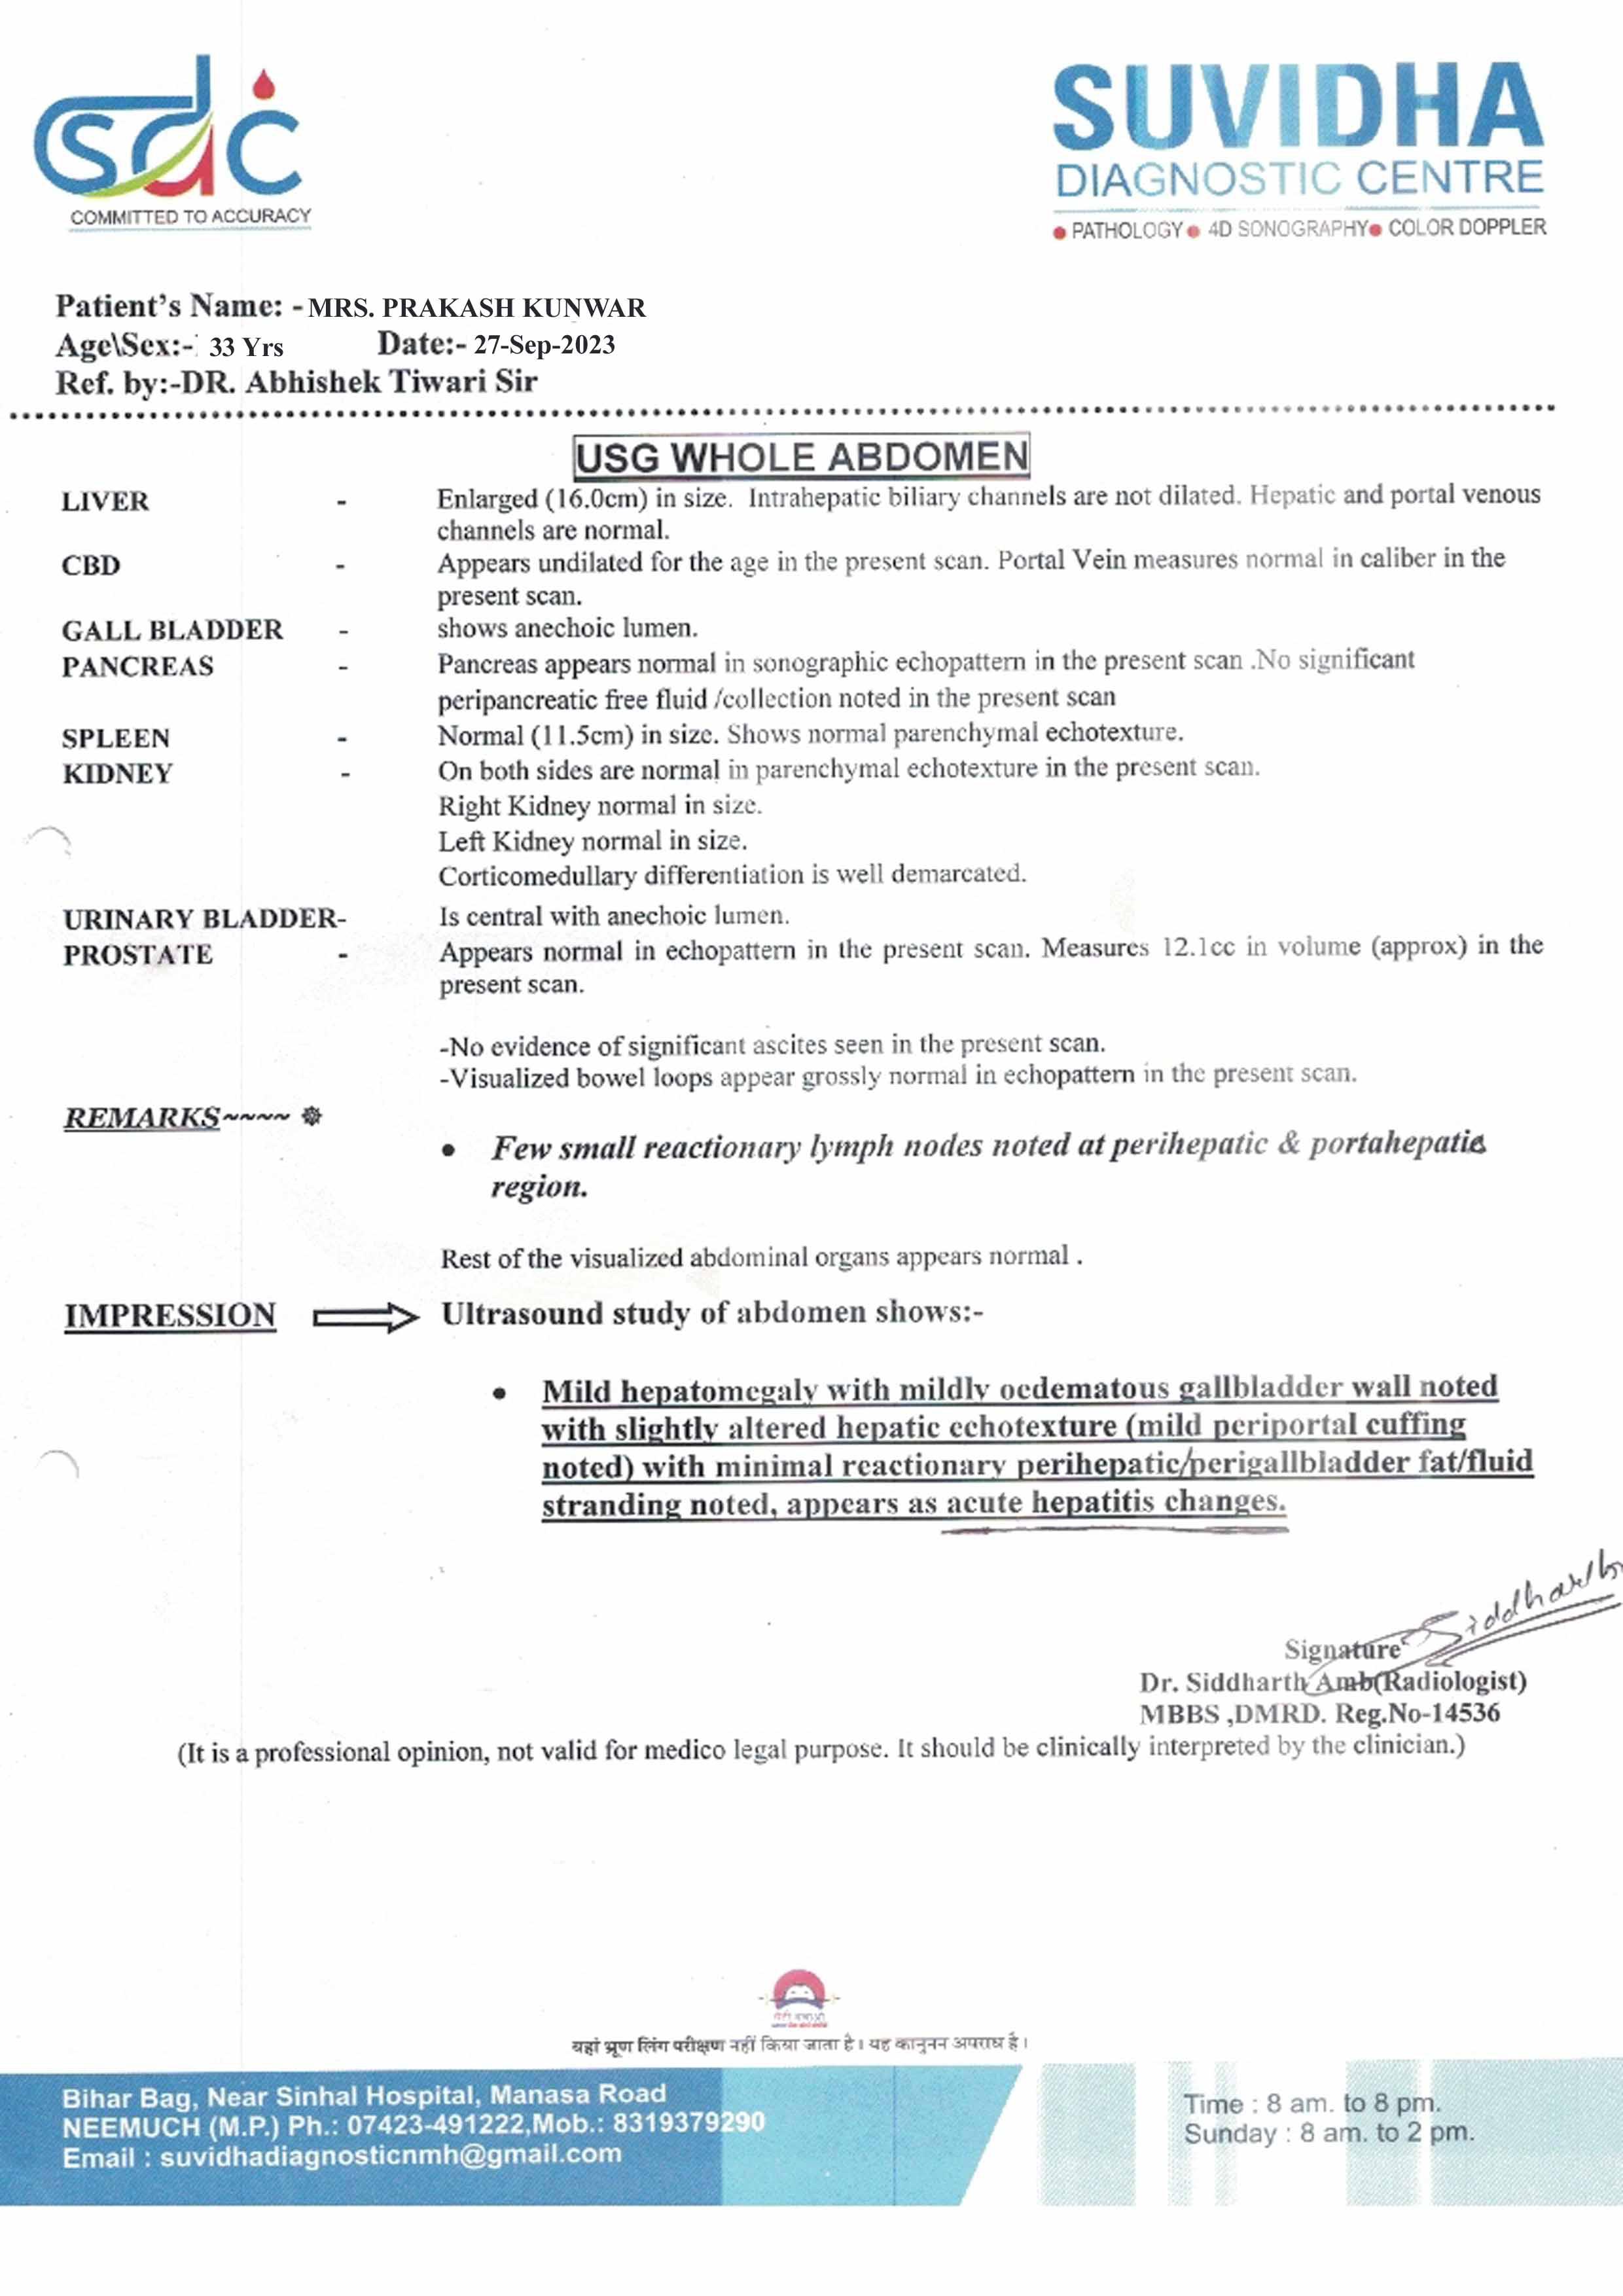 sdc
COMMITTED TO ACCURACY
SUVIDHA
DIAGNOSTIC CENTRE
● PATHOLOGY ● 4D SONOGRAPHY ● COLOR DOPPLER
Patient's Name: - MRS. PRAKASH KUNWAR
Age\Sex:- 33 Yrs Date:- 27-Sep-2023
Ref. by:-DR. Abhishek Tiwari Sir
USG WHOLE ABDOMEN
LIVER - Enlarged (16.0cm) in size. Intrahepatic biliary channels are not dilated. Hepatic and portal venous
channels are normal.
CBD - Appears undilated for the age in the present scan. Portal Vein measures normal in caliber in the
present scan.
GALL BLADDER - shows anechoic lumen.
PANCREAS - Pancreas appears normal in sonographic echopattern in the present scan .No significant
peripancreatic free fluid /collection noted in the present scan
SPLEEN - Normal (11.5cm) in size. Shows normal parenchymal echotexture.
KIDNEY - On both sides are normal in parenchymal echotexture in the present scan.
Right Kidney normal in size.
Left Kidney normal in size.
Corticomedullary differentiation is well demarcated.
URINARY BLADDER- Is central with anechoic lumen.
PROSTATE - Appears normal in echopattern in the present scan. Measures 12.1cc in volume (approx) in the
present scan.
-No evidence of significant ascites seen in the present scan.
-Visualized bowel loops appear grossly normal in echopattern in the present scan.
REMARKS~~~~
• Few small reactionary lymph nodes noted at perihepatic & portahepatic
region.
Rest of the visualized abdominal organs appears normal .
IMPRESSION Ultrasound study of abdomen shows:-
• Mild hepatomegaly with mildly oedematous gallbladder wall noted
with slightly altered hepatic echotexture (mild periportal cuffing
noted) with minimal reactionary perihepatic/perigallbladder fat/fluid
stranding noted, appears as acute hepatitis changes.
Siddharth
Signature
Dr. Siddharth Amb(Radiologist)
MBBS ,DMRD. Reg.No-14536
(It is a professional opinion, not valid for medico legal purpose. It should be clinically interpreted by the clinician.)
यहां भ्रूण लिंग परीक्षण नहीं किया जाता है। यह कानूनन अपराध है।
Bihar Bag, Near Sinhal Hospital, Manasa Road
NEEMUCH (M.P.) Ph.: 07423-491222,Mob.: 8319379290
Email : suvidhadiagnosticnmh@gmail.com
Time : 8 am. to 8 pm.
Sunday : 8 am. to 2 pm.